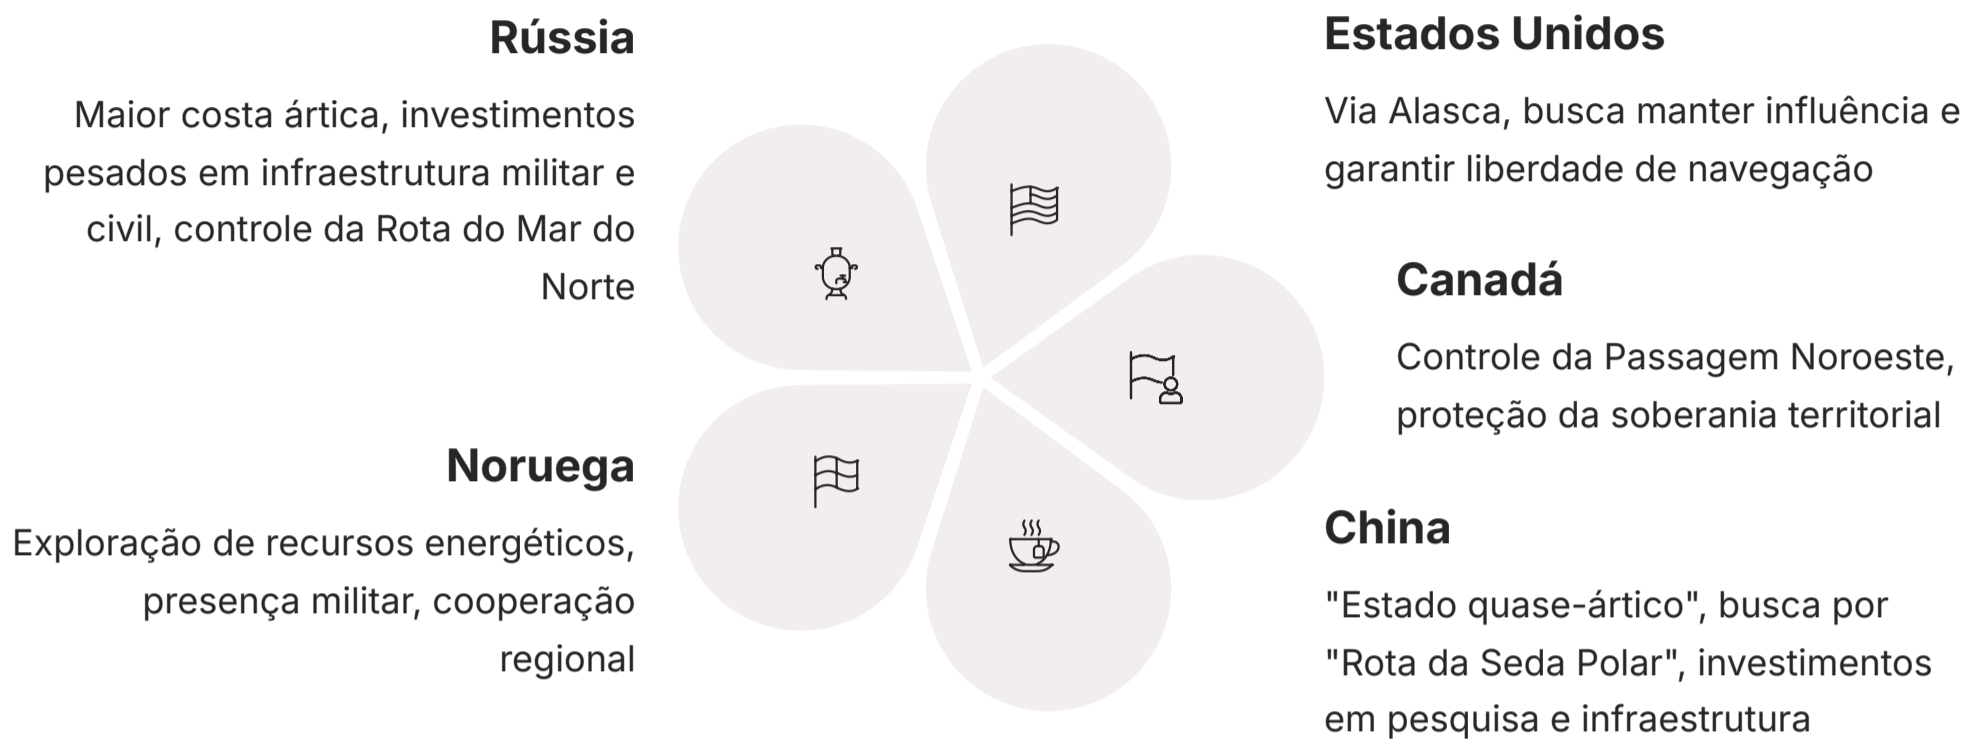 Rússia
Maior costa ártica, investimentos
pesados em infraestrutura militar e
civil, controle da Rota do Mar do
Norte
Noruega
Exploração de recursos energéticos,
presença militar, cooperação
regional
Estados Unidos
Via Alasca, busca manter influência e
garantir liberdade de navegação
Canadá
Controle da Passagem Noroeste,
proteção da soberania territorial
China
"Estado quase-ártico", busca por
"Rota da Seda Polar", investimentos
em pesquisa e infraestrutura